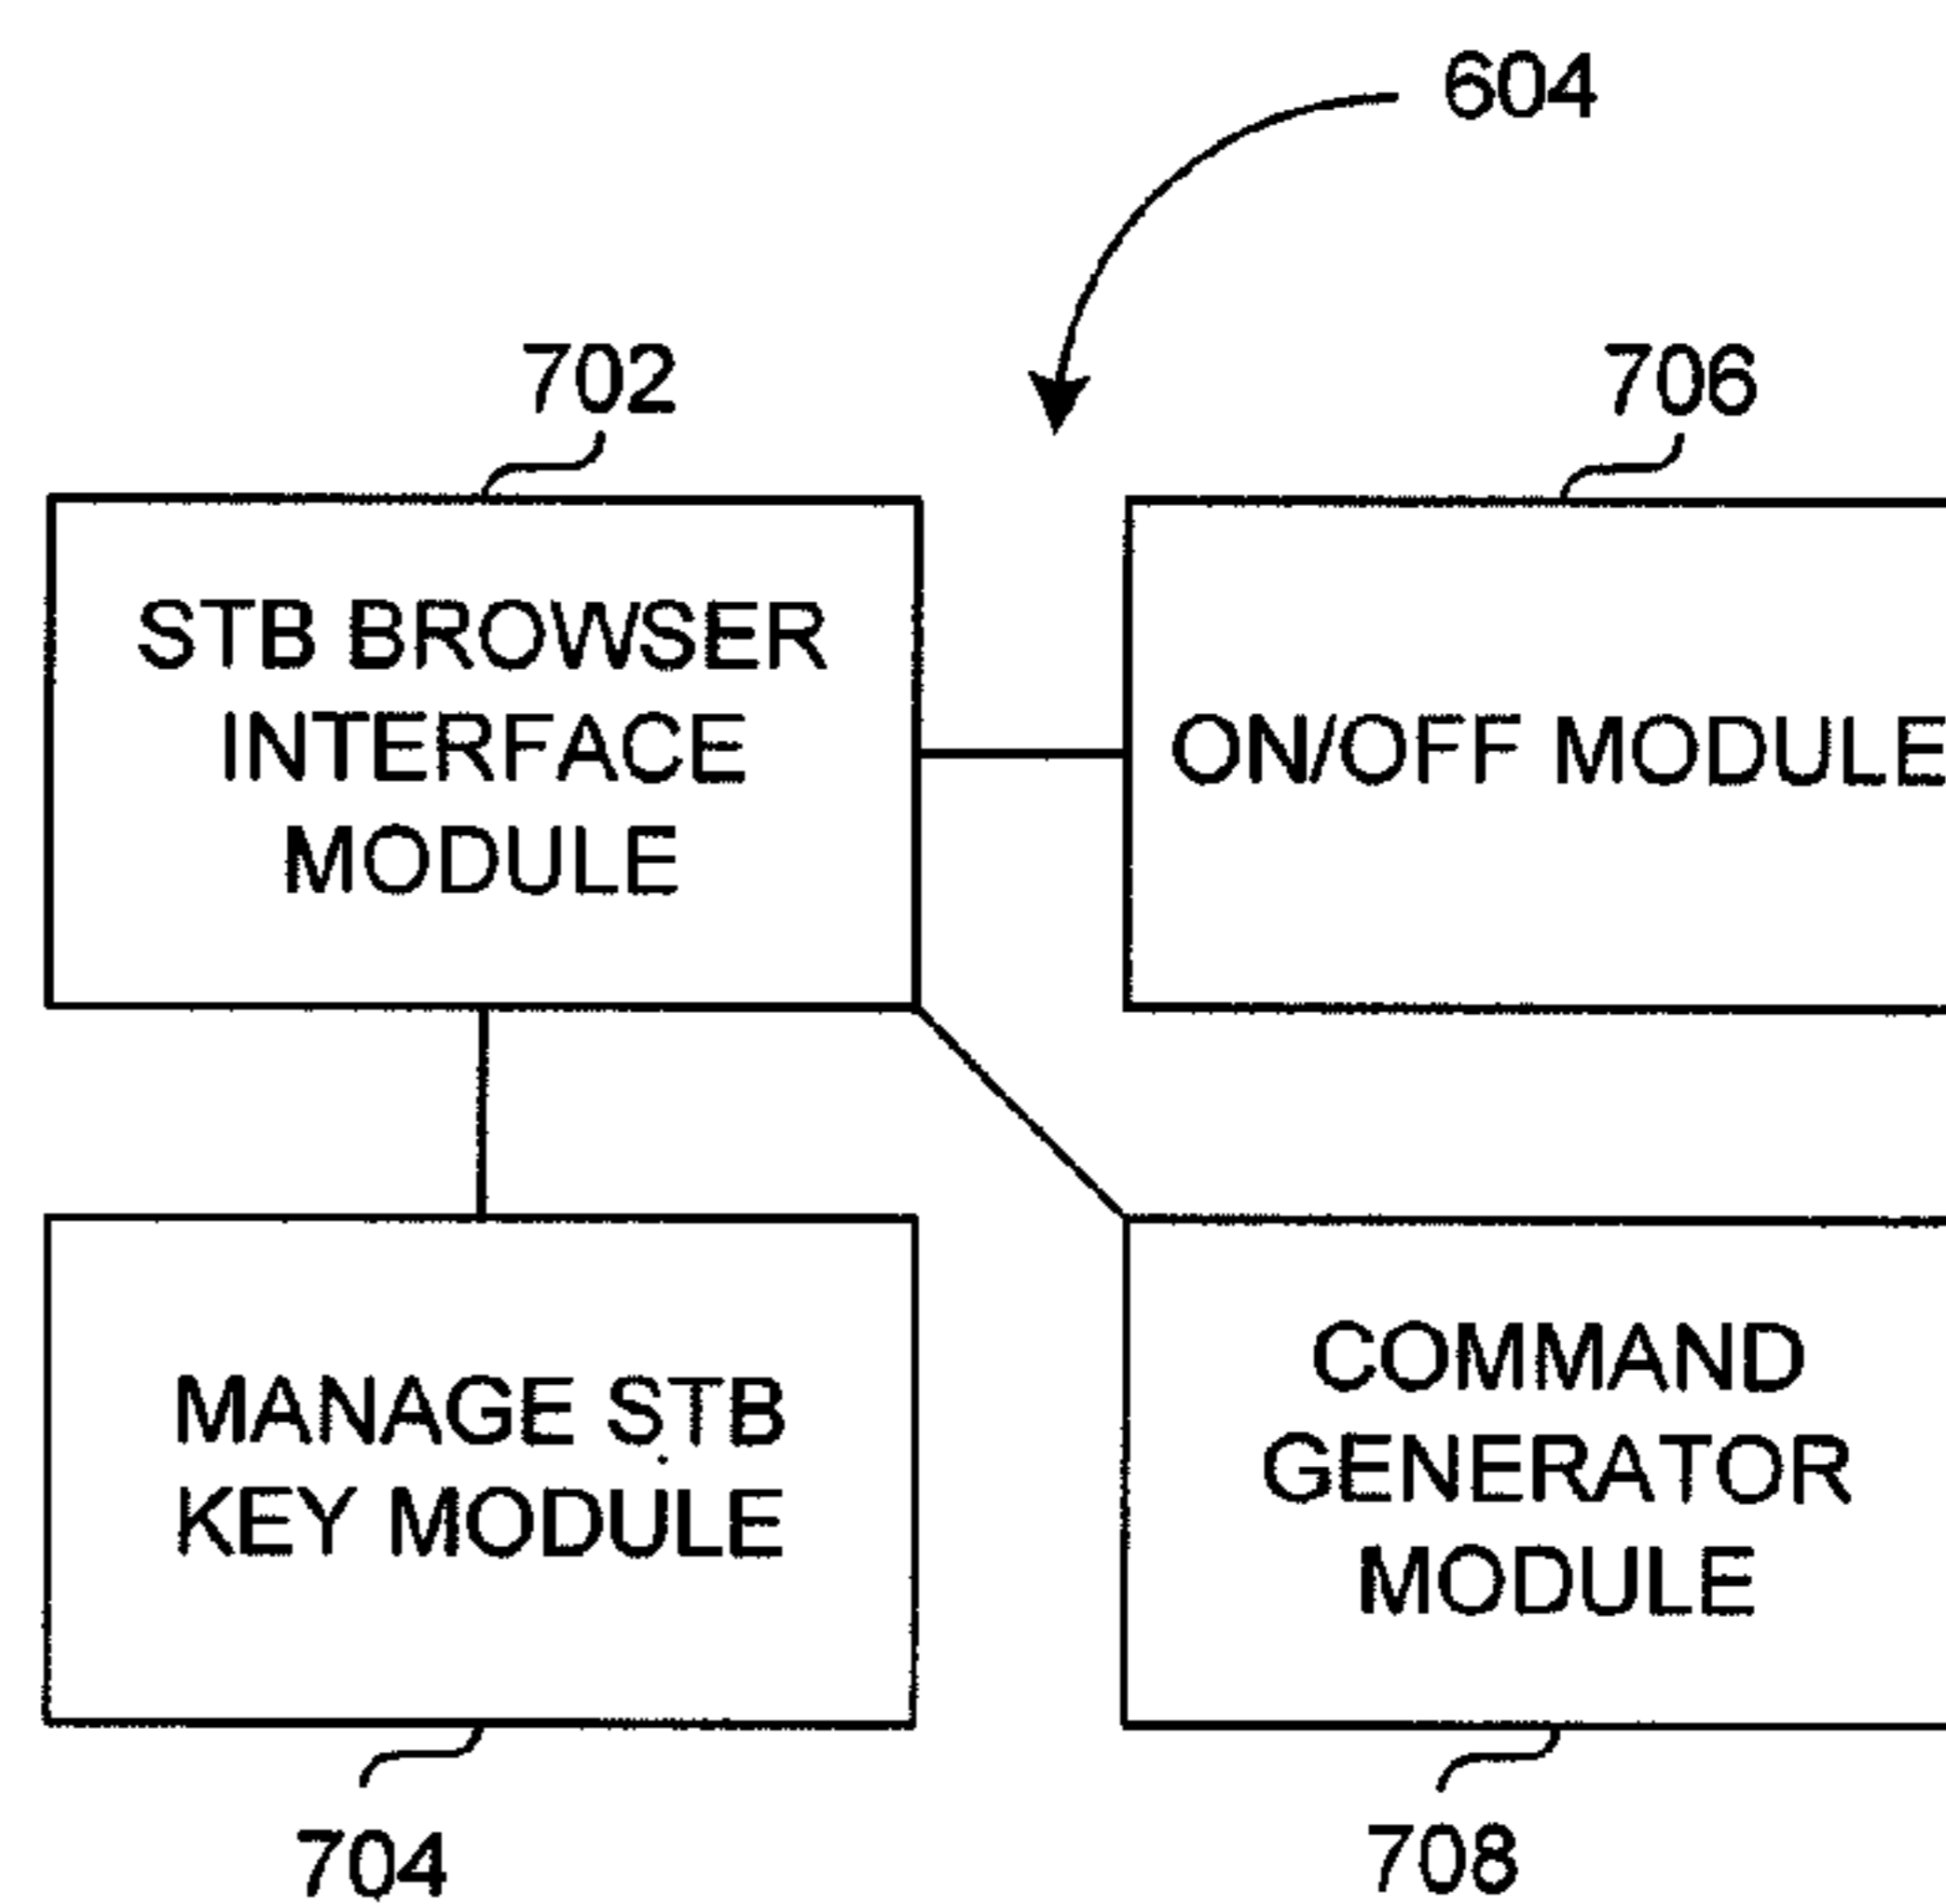 604
702
706
STB BROWSER
INTERFACE
MODULE
ON/OFF MODULE
MANAGE STB
KEY MODULE
COMMAND
GENERATOR
MODULE
704
708